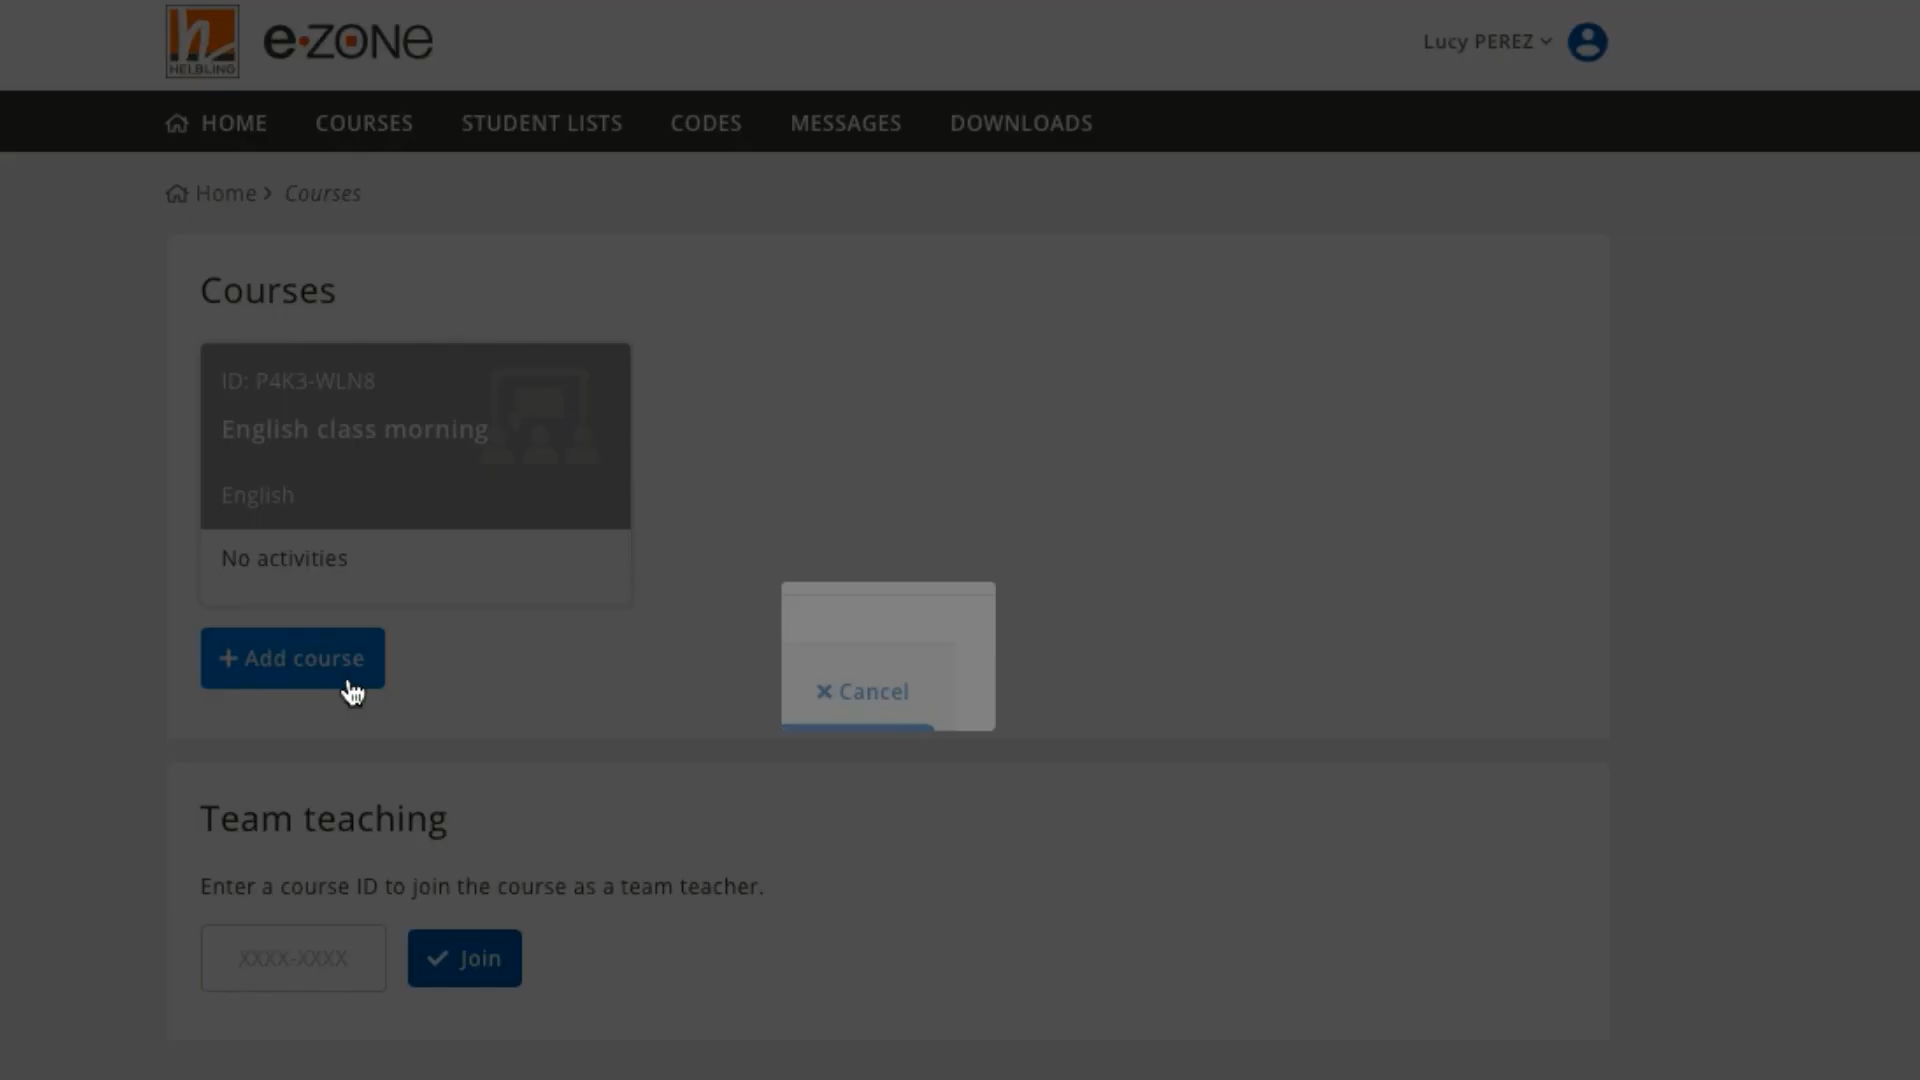 HELBLING
e·zone
Lucy PEREZ
HOME
COURSES
STUDENT LISTS
CODES
MESSAGES
DOWNLOADS
Home > Courses
Courses
ID: P4K3-WLN8
English class morning
English
No activities
+ Add course
× Cancel
Team teaching
Enter a course ID to join the course as a team teacher.
XXXX-XXXX
Join